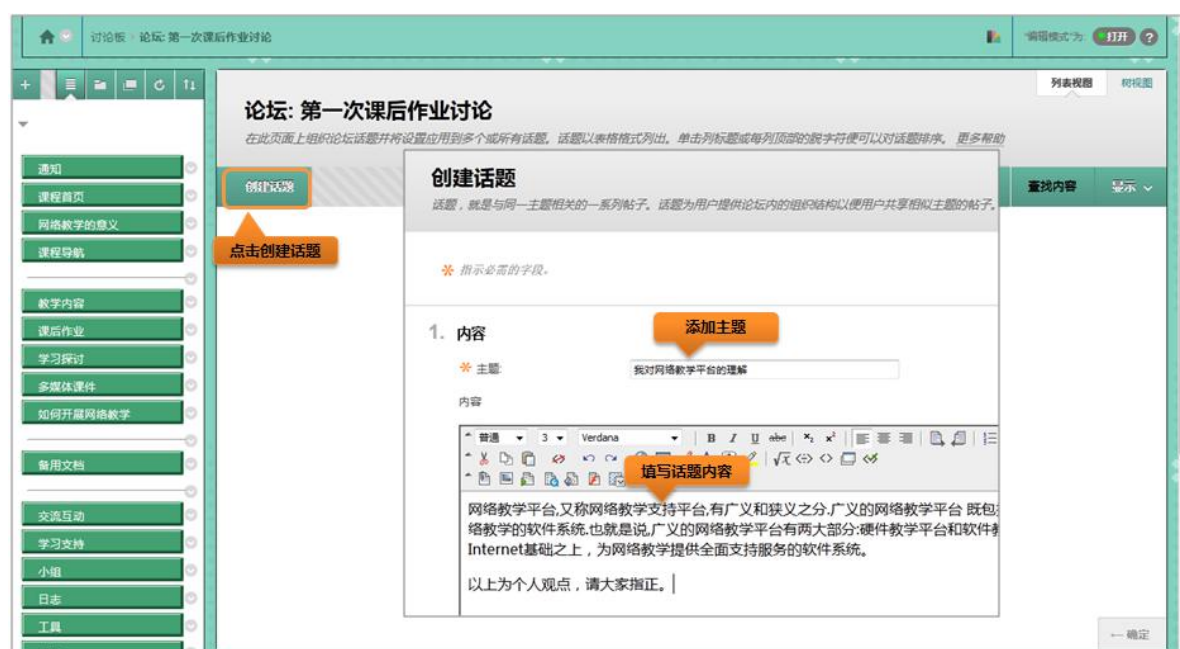 讨论板 > 论坛: 第一次课后作业讨论
"编辑模式"为: 打开 ?
列表视图 树视图
论坛: 第一次课后作业讨论
在此页面上组织论坛话题并将设置应用到多个或所有话题。话题以表格格式列出。单击列标题或每列顶部的脱字符便可以对话题排序。 更多帮助
创建话题
查找内容 显示
点击创建话题
通知
课程首页
网络教学的意义
课程导航
教学内容
课后作业
学习探讨
多媒体课件
如何开展网络教学
备用文档
交流互动
学习支持
小组
日志
工具
创建话题
话题，就是与同一主题相关的一系列帖子。话题为用户提供论坛内的组织结构以便用户共享相似主题的帖子。
指示必需的字段。
1. 内容
添加主题
主题: 我对网络教学平台的理解
内容
普通 3 Verdana B I U abc x₂ x²
填写话题内容
网络教学平台,又称网络教学支持平台,有广义和狭义之分.广义的网络教学平台 既包
络教学的软件系统.也就是说,广义的网络教学平台有两大部分:硬件教学平台和软件教
Internet基础之上，为网络教学提供全面支持服务的软件系统。
以上为个人观点，请大家指正。
确定